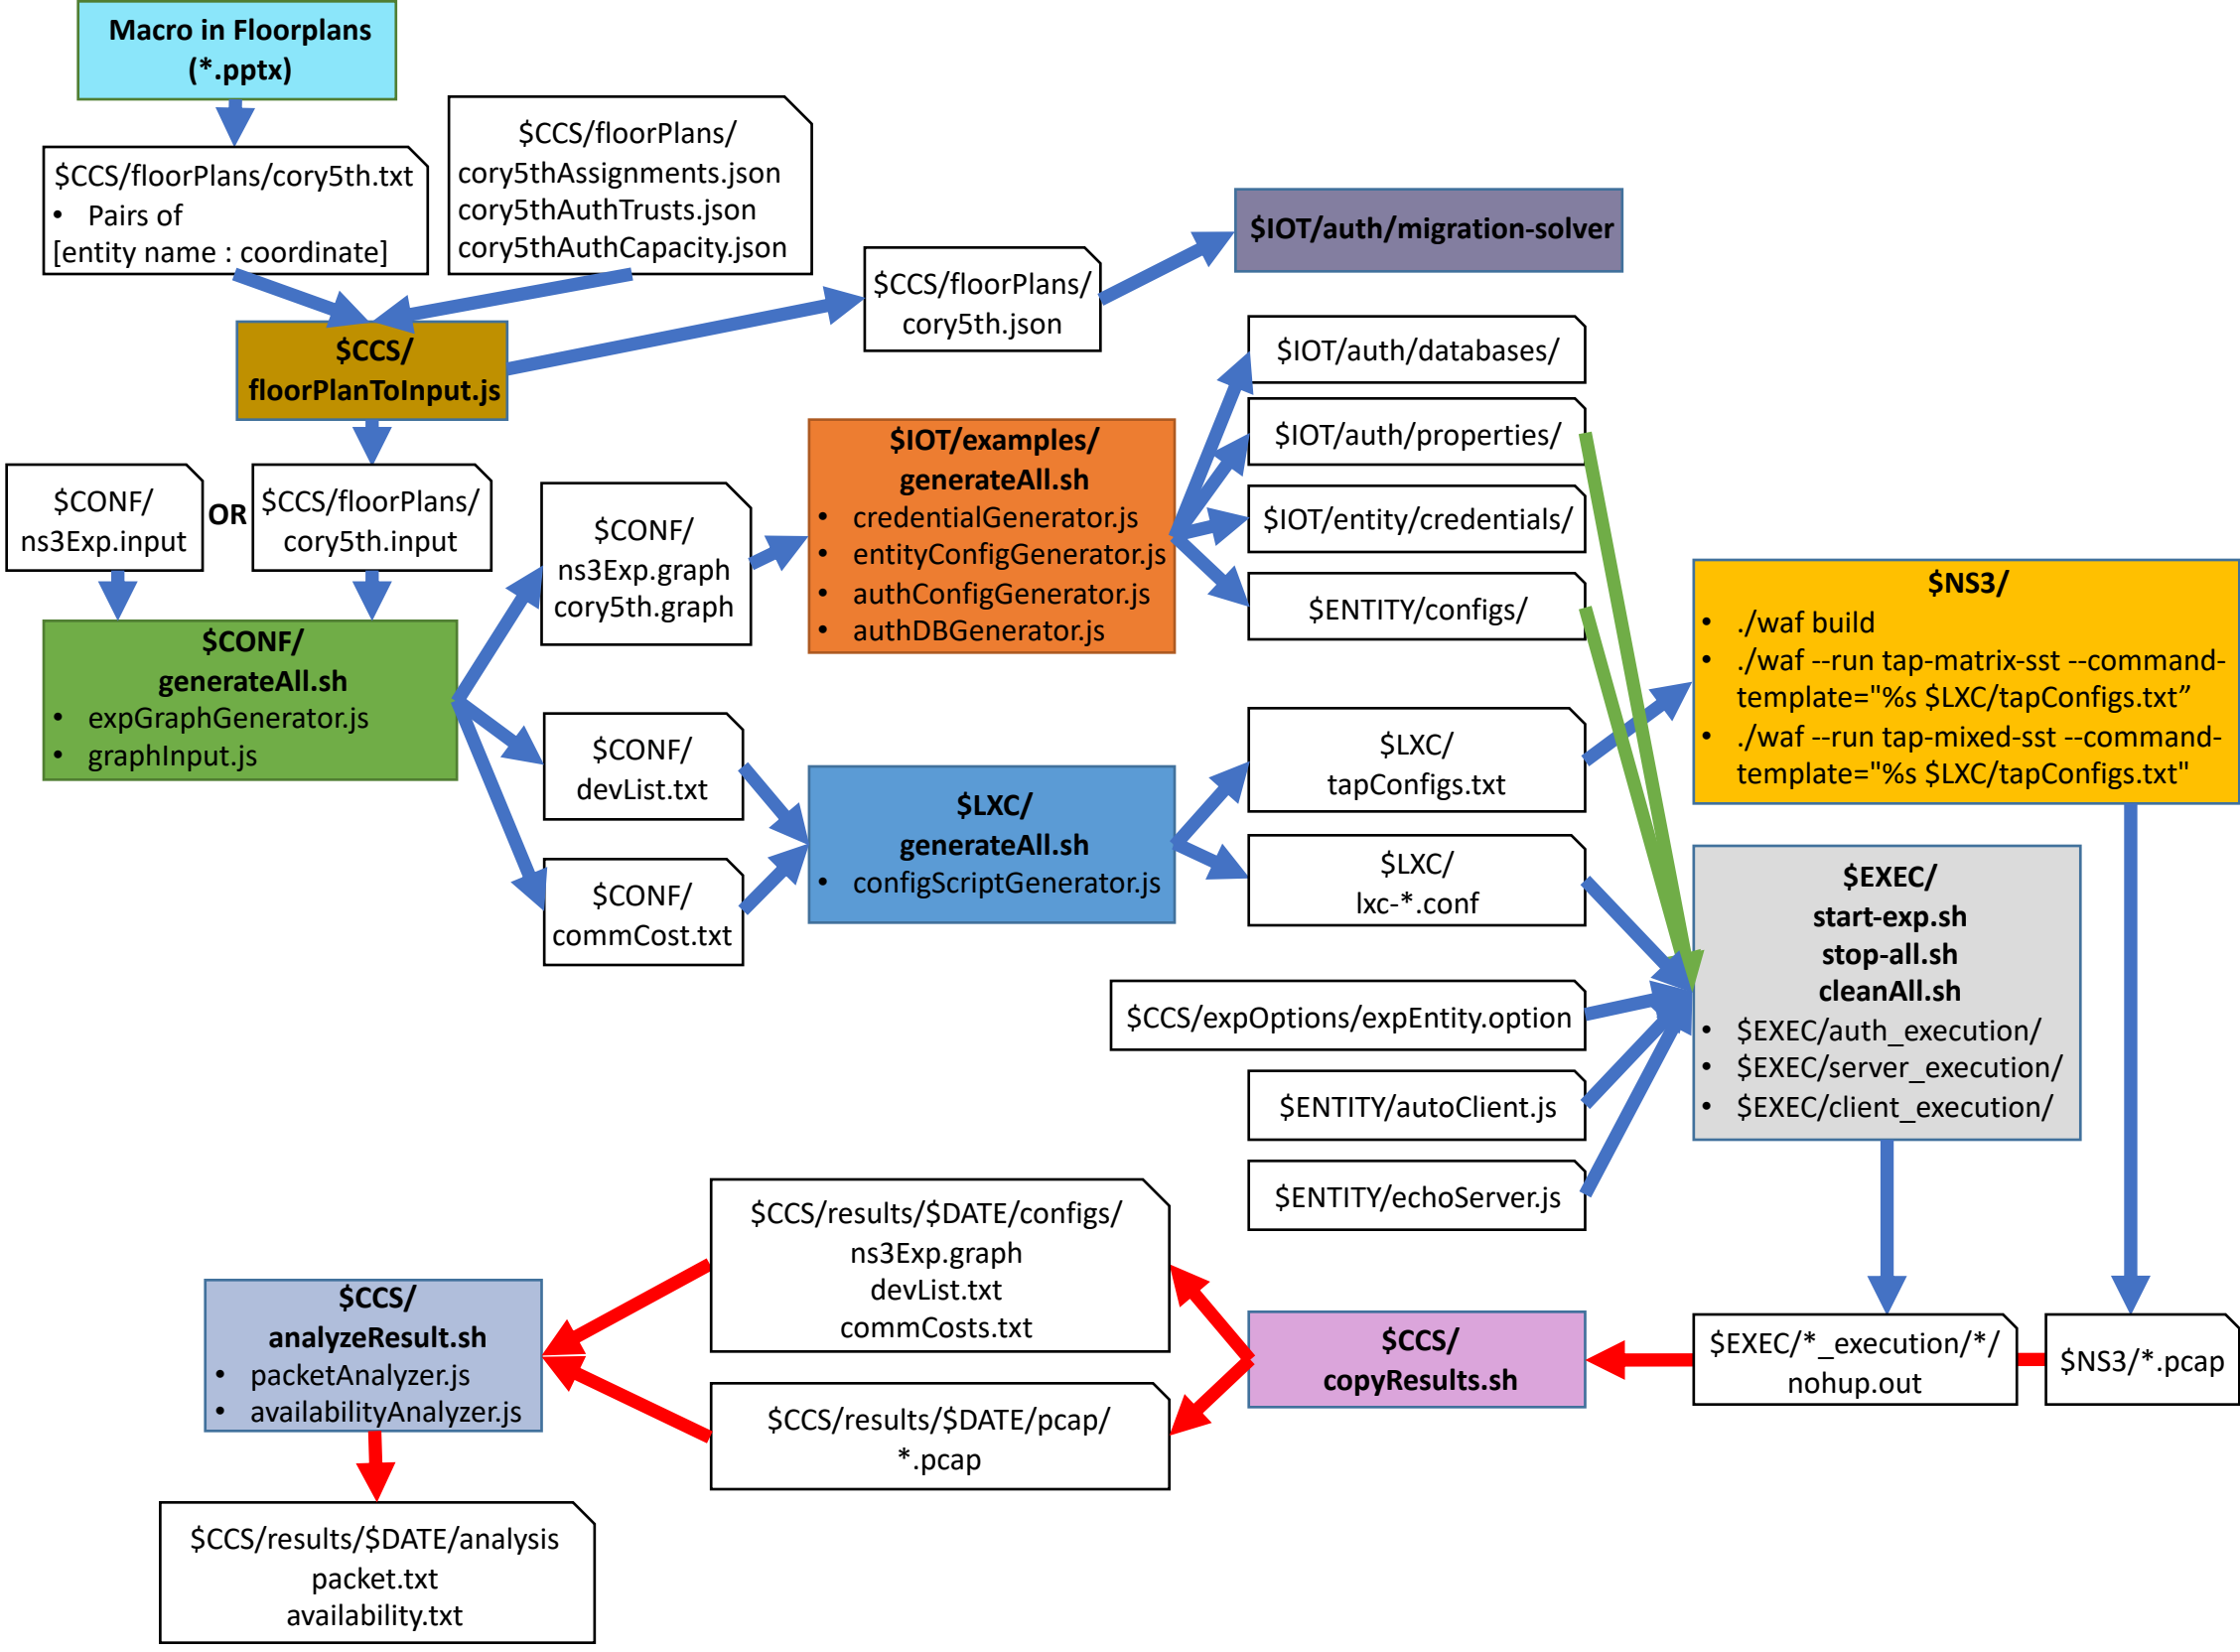 Macro in Floorplans
(*.pptx)
$CCS/floorPlans/cory5th.txt
• Pairs of
[entity name : coordinate]
$CCS/floorPlans/
cory5thAssignments.json
cory5thAuthTrusts.json
cory5thAuthCapacity.json
$CCS/floorPlans/
cory5th.json
$IOT/auth/migration-solver
$CCS/
floorPlanToInput.js
$CONF/
ns3Exp.input
OR
$CCS/floorPlans/
cory5th.input
$CONF/
generateAll.sh
• expGraphGenerator.js
• graphInput.js
$CONF/
ns3Exp.graph
cory5th.graph
$CONF/
devList.txt
$CONF/
commCost.txt
$IOT/examples/
generateAll.sh
• credentialGenerator.js
• entityConfigGenerator.js
• authConfigGenerator.js
• authDBGenerator.js
$LXC/
generateAll.sh
• configScriptGenerator.js
$IOT/auth/databases/
$IOT/auth/properties/
$IOT/entity/credentials/
$ENTITY/configs/
$LXC/
tapConfigs.txt
$LXC/
lxc-*.conf
$CCS/expOptions/expEntity.option
$ENTITY/autoClient.js
$ENTITY/echoServer.js
$NS3/
• ./waf build
• ./waf --run tap-matrix-sst --command-
template="%s $LXC/tapConfigs.txt”
• ./waf --run tap-mixed-sst --command-
template="%s $LXC/tapConfigs.txt"
$EXEC/
start-exp.sh
stop-all.sh
cleanAll.sh
• $EXEC/auth_execution/
• $EXEC/server_execution/
• $EXEC/client_execution/
$EXEC/*_execution/*/
nohup.out
$NS3/*.pcap
$CCS/
copyResults.sh
$CCS/results/$DATE/configs/
ns3Exp.graph
devList.txt
commCosts.txt
$CCS/results/$DATE/pcap/
*.pcap
$CCS/
analyzeResult.sh
• packetAnalyzer.js
• availabilityAnalyzer.js
$CCS/results/$DATE/analysis
packet.txt
availability.txt